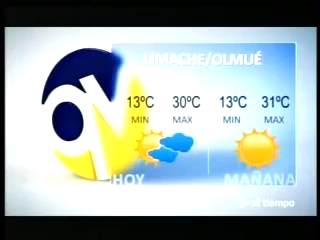 LIMACHE/OLMUÉ
13ºC 30ºC 13ºC 31ºC
MIN MAX MIN MAX
HOY MAÑANA
el tiempo